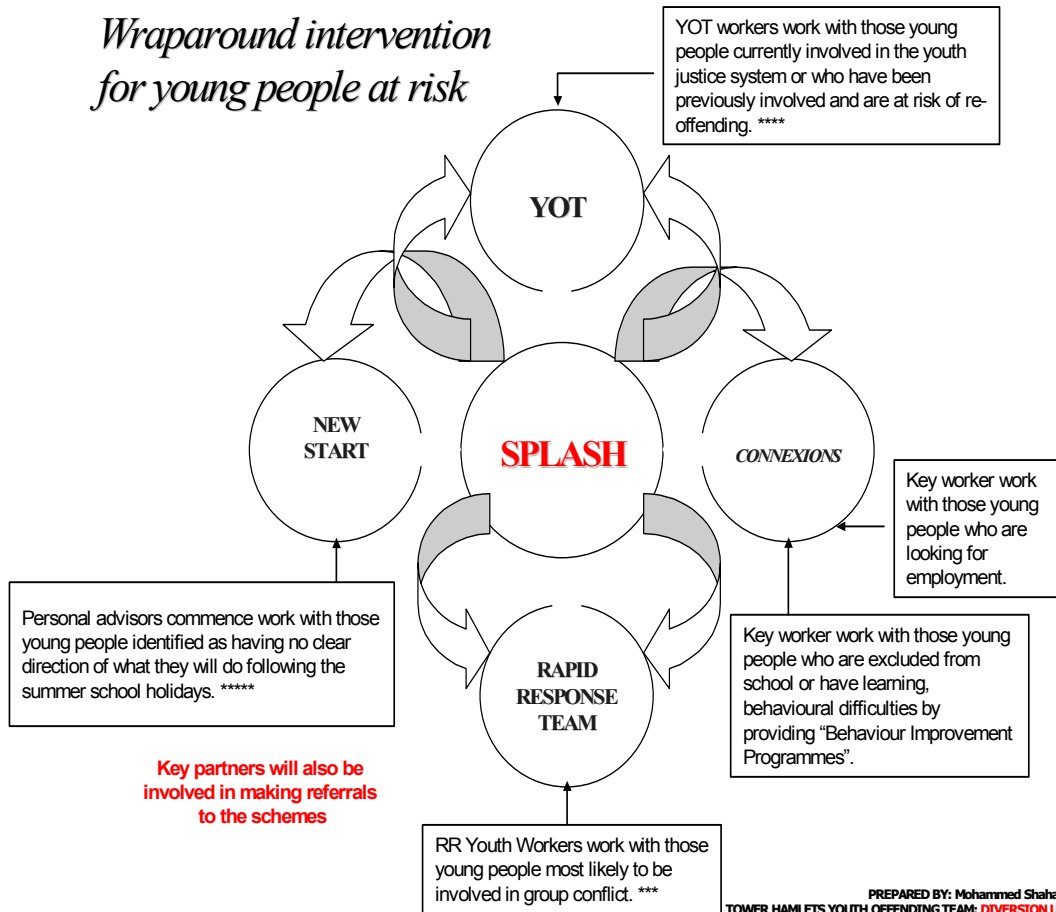 Wraparound intervention
for young people at risk
YOT workers work with those young
people currently involved in the youth
justice system or who have been
previously involved and are at risk of re-
offending. ****
YOT
NEW
START
SPLASH
CONNEXIONS
Key worker work
with those young
people who are
looking for
employment.
Personal advisors commence work with those
young people identified as having no clear
direction of what they will do following the
summer school holidays. *****
Key worker work with those young
people who are excluded from
school or have learning,
behavioural difficulties by
providing “Behaviour Improvement
Programmes”.
RAPID
RESPONSE
TEAM
Key partners will also be
involved in making referrals
to the schemes
RR Youth Workers work with those
young people most likely to be
involved in group conflict. ***
PREPARED BY: Mohammed
TOWER HAMLETS YOUTH OFFENDING TEAM: DIVERSION